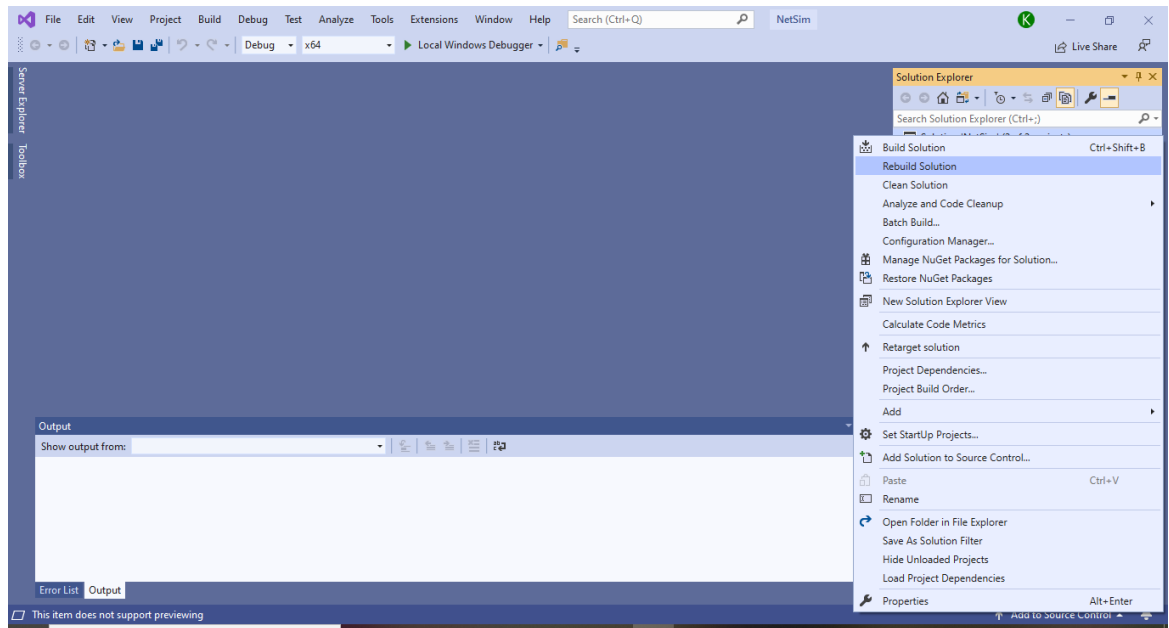 File Edit View Project Build Debug Test Analyze Tools Extensions Window Help Search (Ctrl+Q) NetSim K
Debug x64 Local Windows Debugger Live Share
Server Explorer
Toolbox
Solution Explorer
Search Solution Explorer (Ctrl+;)
Build Solution Ctrl+Shift+B
Rebuild Solution
Clean Solution
Analyze and Code Cleanup
Batch Build...
Configuration Manager...
Manage NuGet Packages for Solution...
Restore NuGet Packages
New Solution Explorer View
Calculate Code Metrics
Retarget solution
Project Dependencies...
Project Build Order...
Add
Set StartUp Projects...
Add Solution to Source Control...
Paste Ctrl+V
Rename
Open Folder in File Explorer
Save As Solution Filter
Hide Unloaded Projects
Load Project Dependencies
Properties Alt+Enter
Output
Show output from:
Error List Output
This item does not support previewing
Add to Source Control